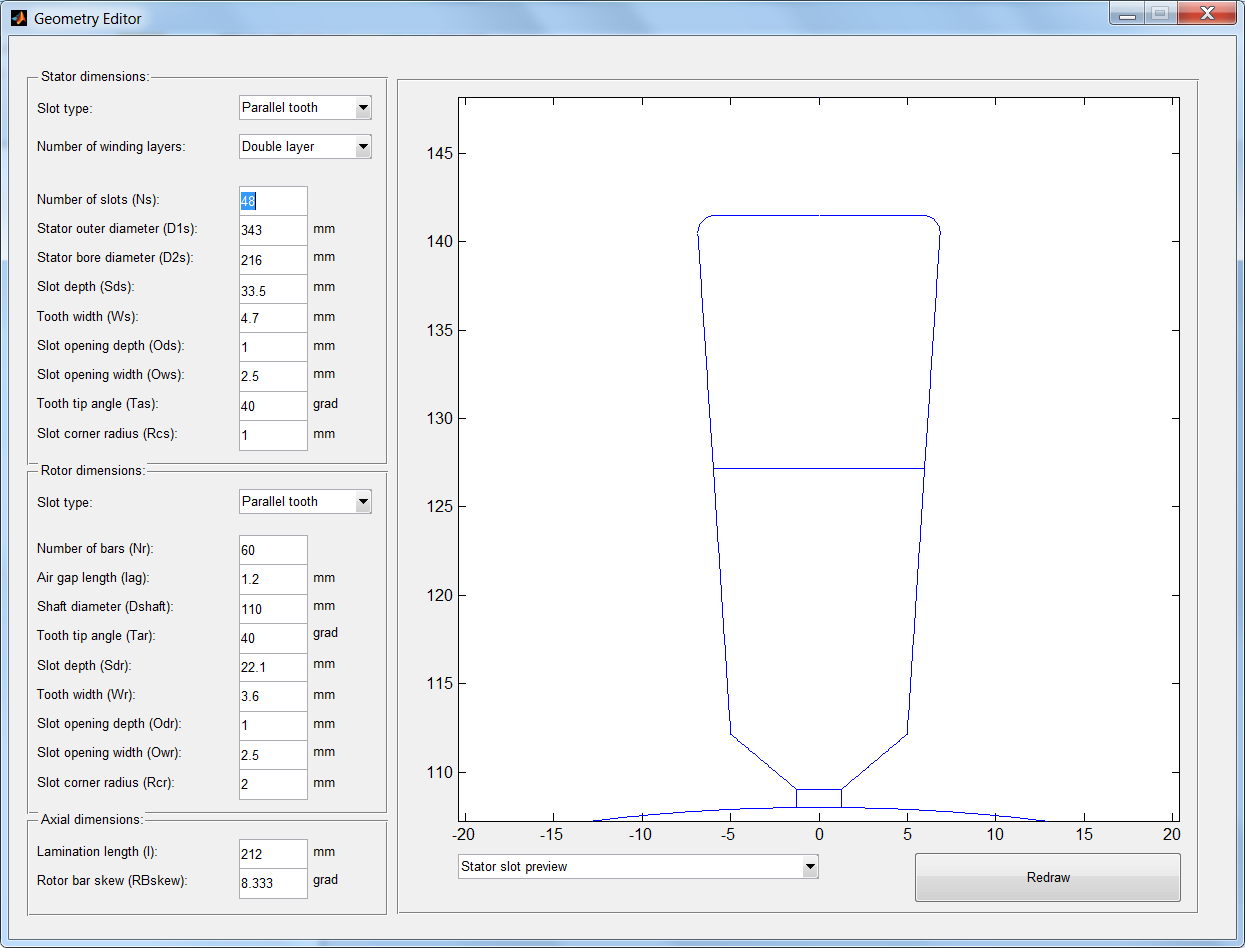 Geometry Editor
Stator dimensions:
Slot type: Parallel tooth
Number of winding layers: Double layer
Number of slots (Ns): 48
Stator outer diameter (D1s): 343 mm
Stator bore diameter (D2s): 216 mm
Slot depth (Sds): 33.5 mm
Tooth width (Ws): 4.7 mm
Slot opening depth (Ods): 1 mm
Slot opening width (Ows): 2.5 mm
Tooth tip angle (Tas): 40 grad
Slot corner radius (Rcs): 1 mm
Rotor dimensions:
Slot type: Parallel tooth
Number of bars (Nr): 60
Air gap length (lag): 1.2 mm
Shaft diameter (Dshaft): 110 mm
Tooth tip angle (Tar): 40 grad
Slot depth (Sdr): 22.1 mm
Tooth width (Wr): 3.6 mm
Slot opening depth (Odr): 1 mm
Slot opening width (Owr): 2.5 mm
Slot corner radius (Rcr): 2 mm
Axial dimensions:
Lamination length (l): 212 mm
Rotor bar skew (RBskew): 8.333 grad
145
140
135
130
125
120
115
110
-20 -15 -10 -5 0 5 10 15 20
Stator slot preview
Redraw